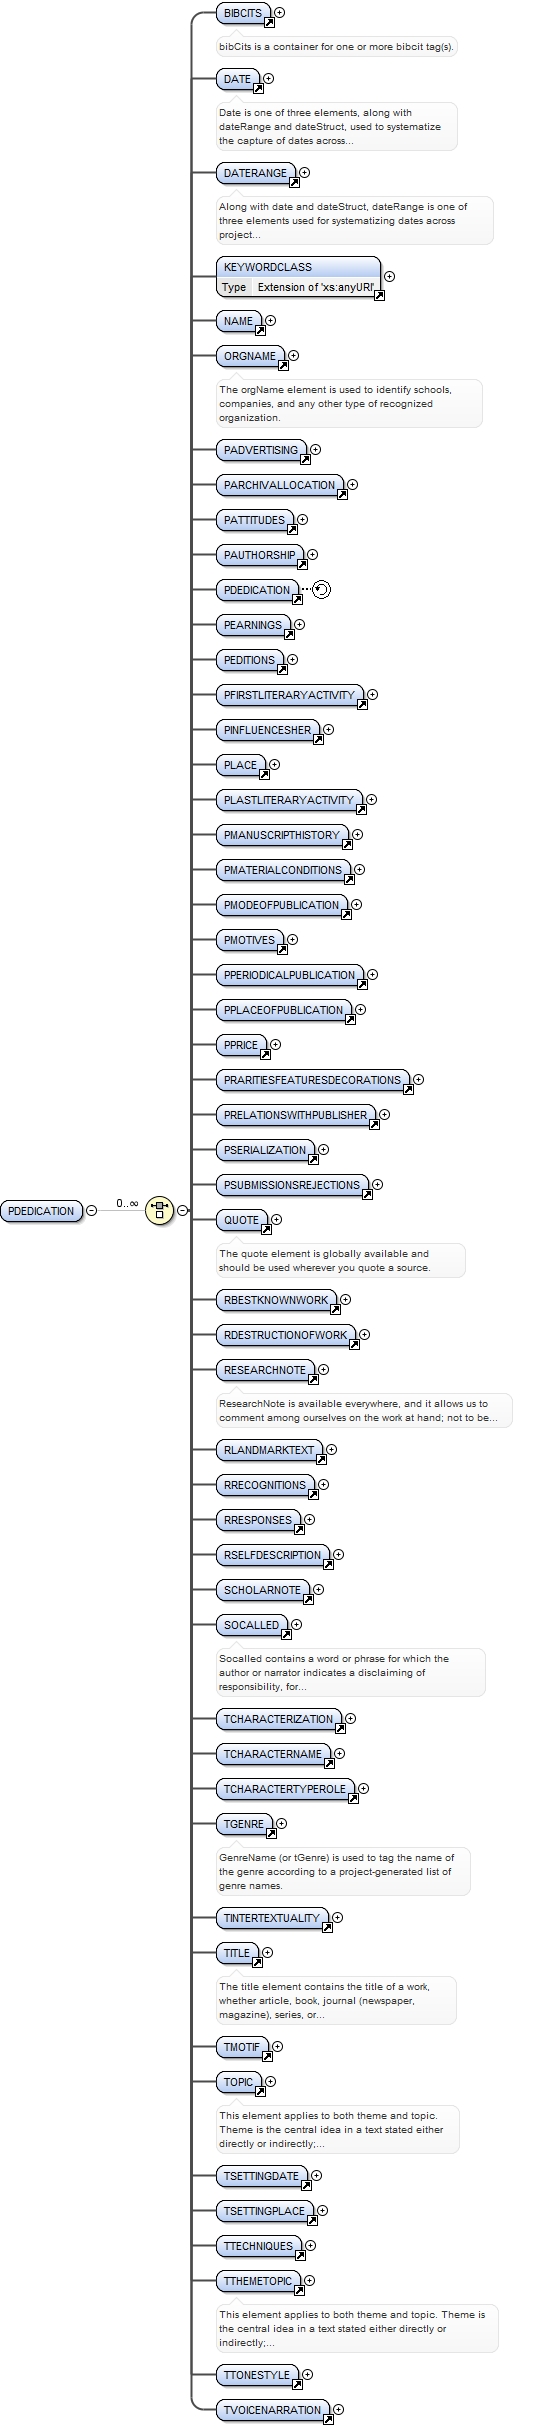 BIBCITS
bibCits is a container for one or more bibcit tag(s).
DATE
Date is one of three elements, along with
dateRange and dateStruct, used to systematize
the capture of dates across...
DATERANGE
Along with date and dateStruct, dateRange is one of
three elements used for systematizing dates across
project...
KEYWORDCLASS
Type Extension of 'xs:anyURI'
NAME
ORGNAME
The orgName element is used to identify schools,
companies, and any other type of recognized
organization.
PADVERTISING
PARCHIVALLOCATION
PATTITUDES
PAUTHORSHIP
PDEDICATION
PEARNINGS
PEDITIONS
PFIRSTLITERARYACTIVITY
PINFLUENCESHER
PLACE
PLASTLITERARYACTIVITY
PMANUSCRIPTHISTORY
PMATERIALCONDITIONS
PMODEOFPUBLICATION
PMOTIVES
PPERIODICALPUBLICATION
PPLACEOFPUBLICATION
PPRICE
PRARITIESFEATURESDECORATIONS
PRELATIONSWITHPUBLISHER
PSERIALIZATION
PSUBMISSIONSREJECTIONS
PDEDICATION 0..∞
QUOTE
The quote element is globally available and
should be used wherever you quote a source.
RBESTKNOWNWORK
RDESTRUCTIONOFWORK
RESEARCHNOTE
ResearchNote is available everywhere, and it allows us to
comment among ourselves on the work at hand; not to be...
RLANDMARKTEXT
RRECOGNITIONS
RRESPONSES
RSELFDESCRIPTION
SCHOLARNOTE
SOCALLED
Socalled contains a word or phrase for which the
author or narrator indicates a disclaiming of
responsibility, for...
TCHARACTERIZATION
TCHARACTERNAME
TCHARACTERTYPEROLE
TGENRE
GenreName (or tGenre) is used to tag the name of
the genre according to a project-generated list of
genre names.
TINTERTEXTUALITY
TITLE
The title element contains the title of a work,
whether article, book, journal (newspaper,
magazine), series, or...
TMOTIF
TOPIC
This element applies to both theme and topic.
Theme is the central idea in a text stated either
directly or indirectly;...
TSETTINGDATE
TSETTINGPLACE
TTECHNIQUES
TTHEMETOPIC
This element applies to both theme and topic. Theme is
the central idea in a text stated either directly or
indirectly;...
TTONESTYLE
TVOICENARRATION